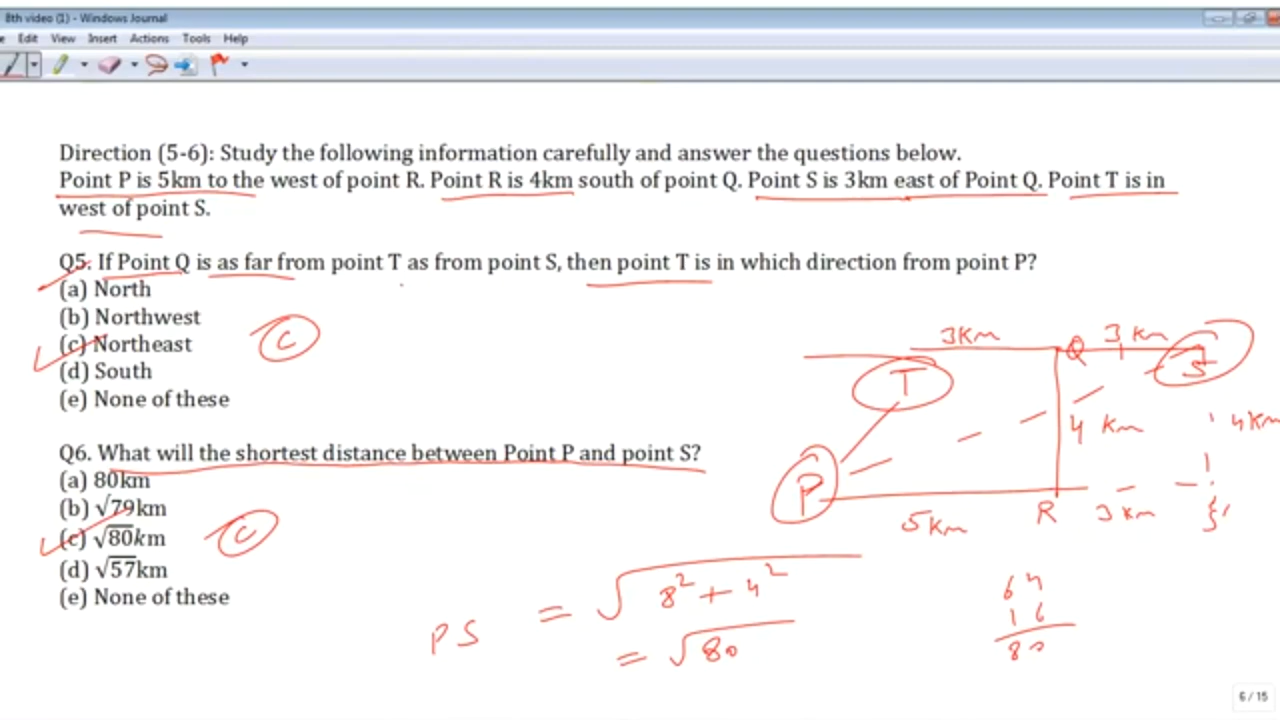 8th video (1) - Windows Journal
Edit View Insert Actions Tools Help
Direction (5-6): Study the following information carefully and answer the questions below.
Point P is 5km to the west of point R. Point R is 4km south of point Q. Point S is 3km east of Point Q. Point T is in
west of point S.
Q5. If Point Q is as far from point T as from point S, then point T is in which direction from point P?
(a) North
(b) Northwest
(c) Northeast
(d) South
(e) None of these
C
Q6. What will the shortest distance between Point P and point S?
(a) 80km
(b) √79km
(c) √80km
(d) √57km
(e) None of these
C
3km Q 3km S
T
4 km 4km
P
5km R 3km
PS = √8² + 4²
= √80
64
16
80
6 / 15